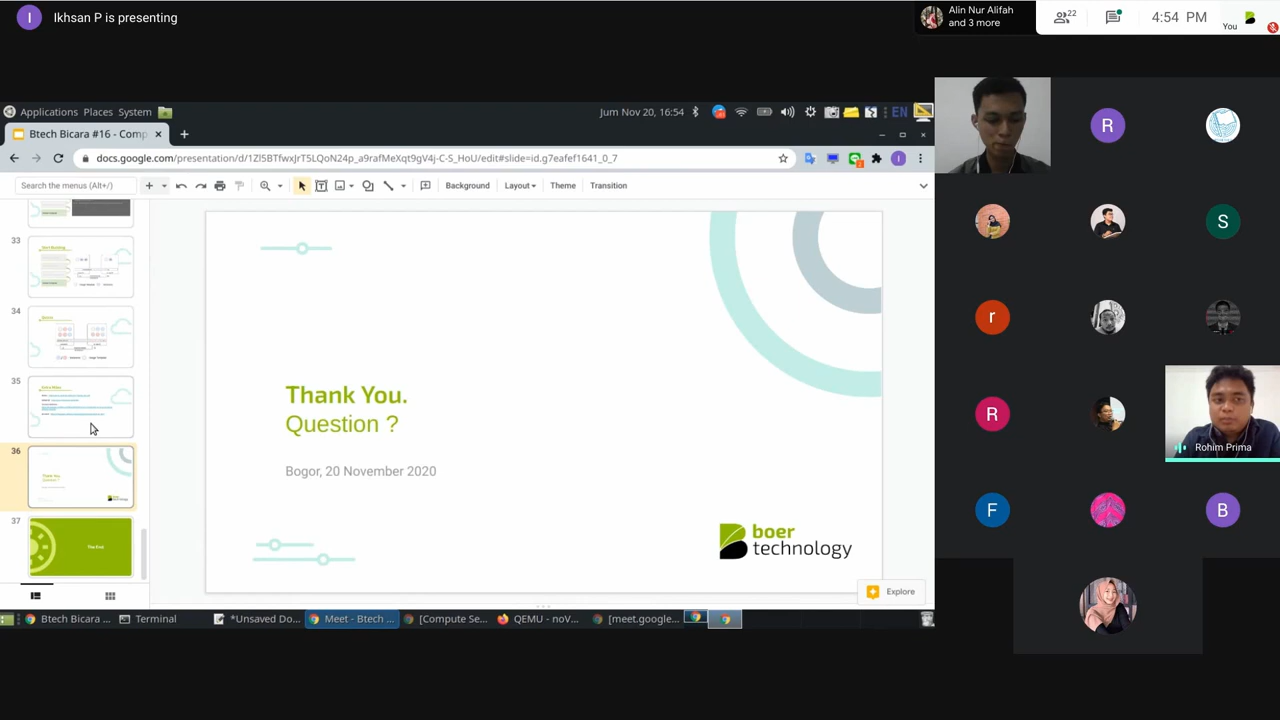 I
Ikhsan P is presenting
Alin Nur Alifah
and 3 more
22
4:54 PM
You
Applications Places System
Jum Nov 20, 16:54
EN
Btech Bicara #16 - Comp
docs.google.com/presentation/d/1Zl5BTfwxJrT5LQoN24p_a9rafMeXqt9gV4j-C-S_HoU/edit#slide=id.g7eafef1641_0_7
I
Search the menus (Alt+/)
Background
Layout
Theme
Transition
33
34
35
36
37
The End
Thank You.
Question ?
Bogor, 20 November 2020
boer
technology
Explore
Btech Bicara ...
Terminal
*Unsaved Do...
Meet - Btech ...
[Compute Se...
QEMU - noV...
[meet.google...
R
S
r
R
Rohim Prima
F
B